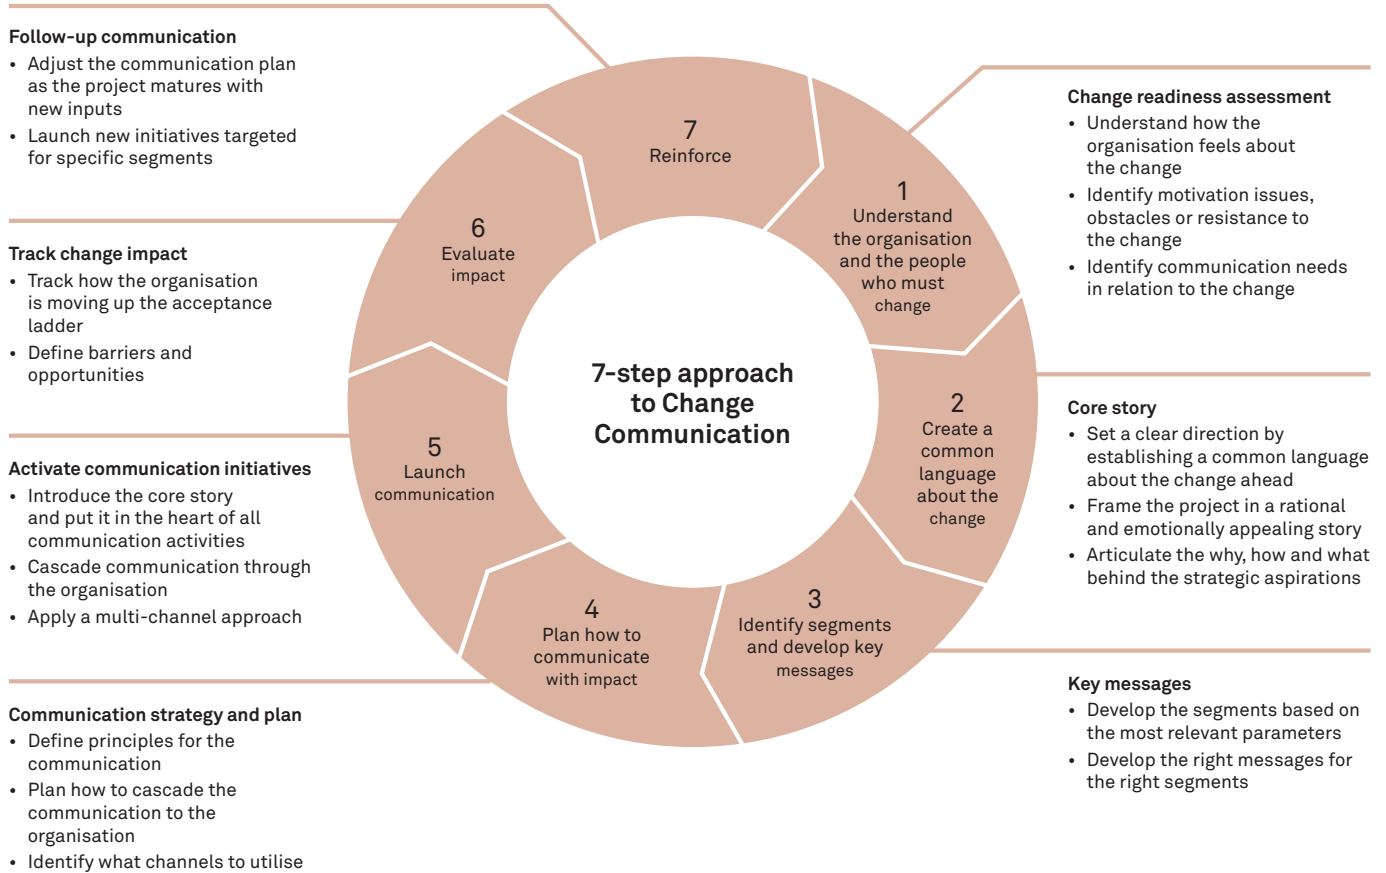 Follow-up communication
• Adjust the communication plan
as the project matures with
new inputs
• Launch new initiatives targeted
for specific segments
Track change impact
• Track how the organisation
is moving up the acceptance
ladder
• Define barriers and
opportunities
Activate communication initiatives
• Introduce the core story
and put it in the heart of all
communication activities
• Cascade communication through
the organisation
• Apply a multi-channel approach
Communication strategy and plan
• Define principles for the
communication
• Plan how to cascade the
communication to the
organisation
• Identify what channels to utilise
7
Reinforce
6
Evaluate
impact
5
Launch
communication
4
Plan how to
communicate
with impact
7-step approach
to Change
Communication
1
Understand
the organisation
and the people
who must
change
2
Create a
common
language
about the
change
3
Identify segments
and develop key
messages
Change readiness assessment
• Understand how the
organisation feels about
the change
• Identify motivation issues,
obstacles or resistance to
the change
• Identify communication needs
in relation to the change
Core story
• Set a clear direction by
establishing a common language
about the change ahead
• Frame the project in a rational
and emotionally appealing story
• Articulate the why, how and what
behind the strategic aspirations
Key messages
• Develop the segments based on
the most relevant parameters
• Develop the right messages for
the right segments